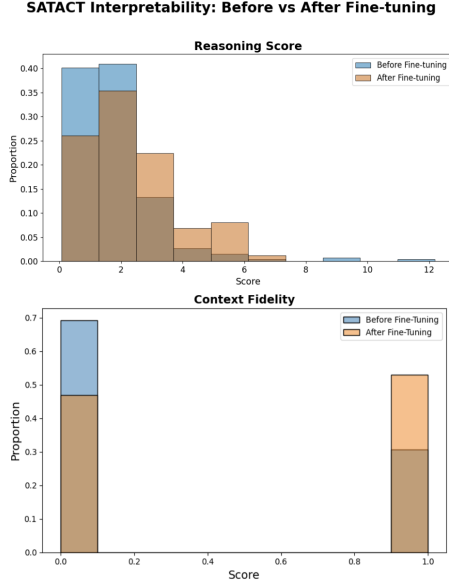 SATACT Interpretability: Before vs After Fine-tuning
Reasoning Score
Before Fine-tuning
After Fine-tuning
Proportion
0.40
0.35
0.30
0.25
0.20
0.15
0.10
0.05
0.00
0 2 4 6 8 10 12
Score
Context Fidelity
Before Fine-Tuning
After Fine-Tuning
Proportion
0.7
0.6
0.5
0.4
0.3
0.2
0.1
0.0
0.0 0.2 0.4 0.6 0.8 1.0
Score